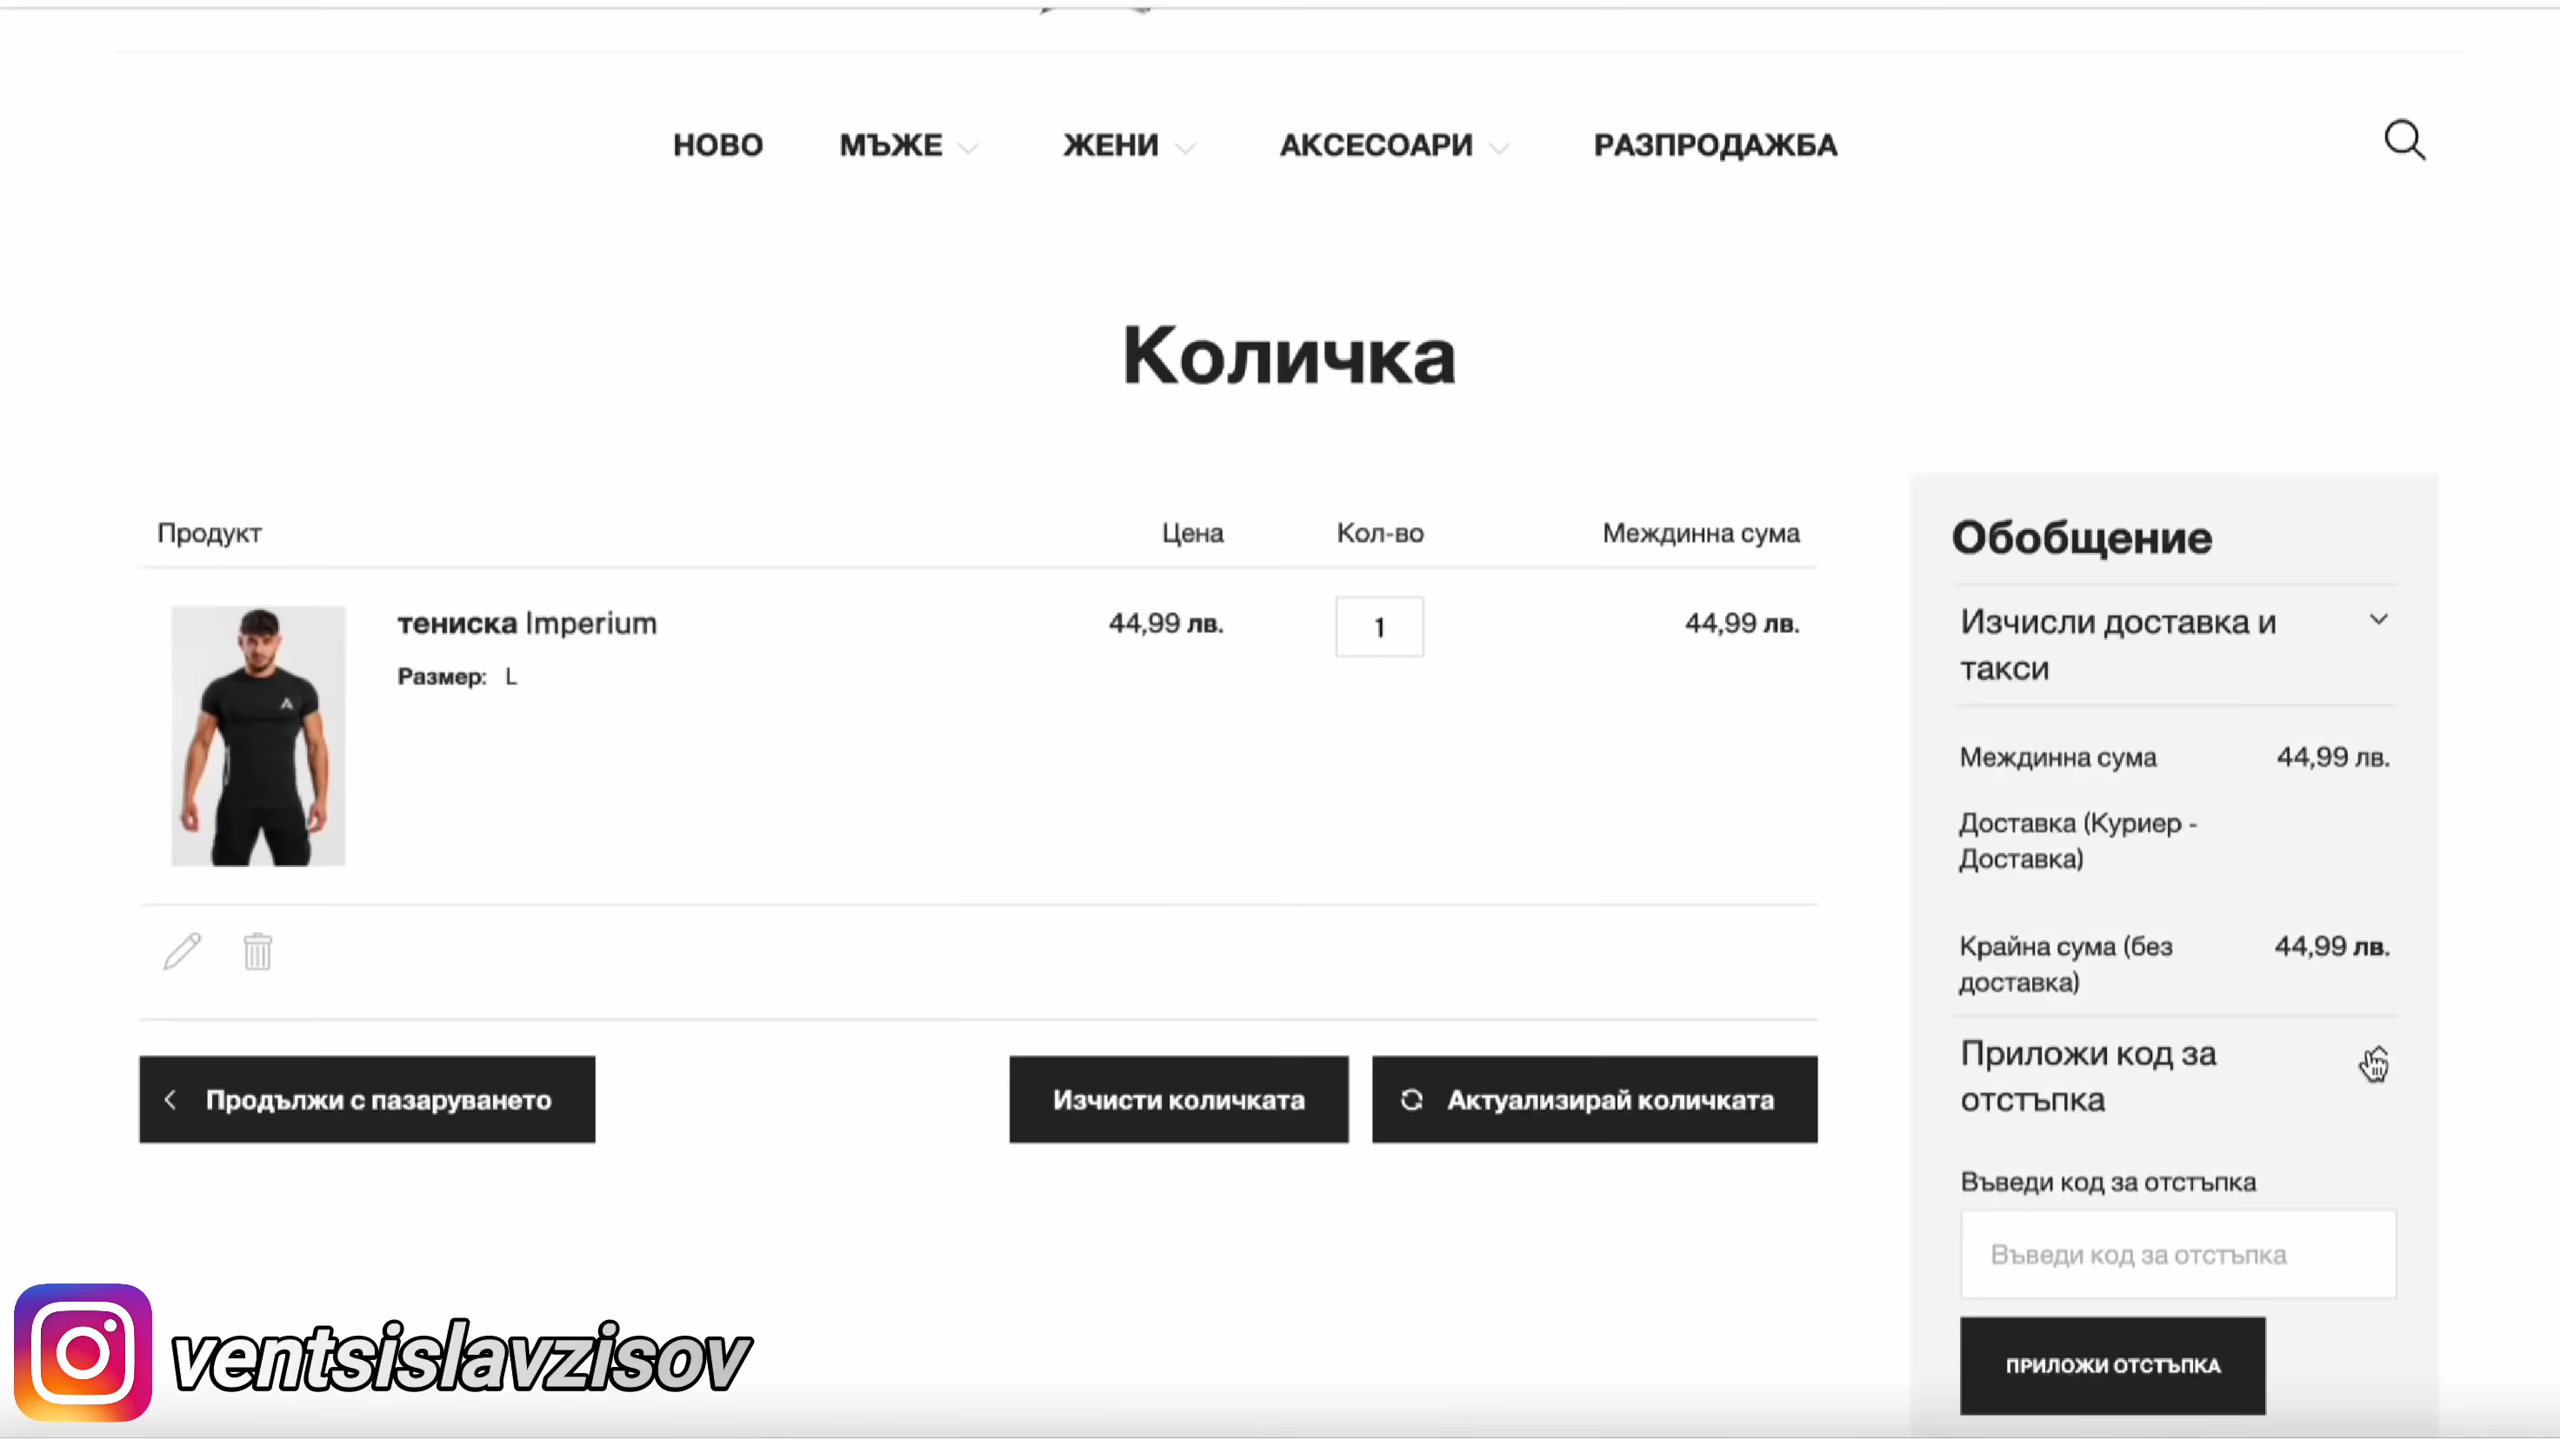 НОВО МЪЖЕ ЖЕНИ АКСЕСОАРИ РАЗПРОДАЖБА
Количка
Продукт Цена Кол-во Междинна сума
тениска Imperium 44,99 лв. 1 44,99 лв.
Размер: L
Продължи с пазаруването Изчисти количката Актуализирай количката
Обобщение
Изчисли доставка и
такси
Междинна сума 44,99 лв.
Доставка (Куриер -
Доставка)
Крайна сума (без 44,99 лв.
доставка)
Приложи код за
отстъпка
Въведи код за отстъпка
Въведи код за отстъпка
ПРИЛОЖИ ОТСТЪПКА
ventsislavzisov